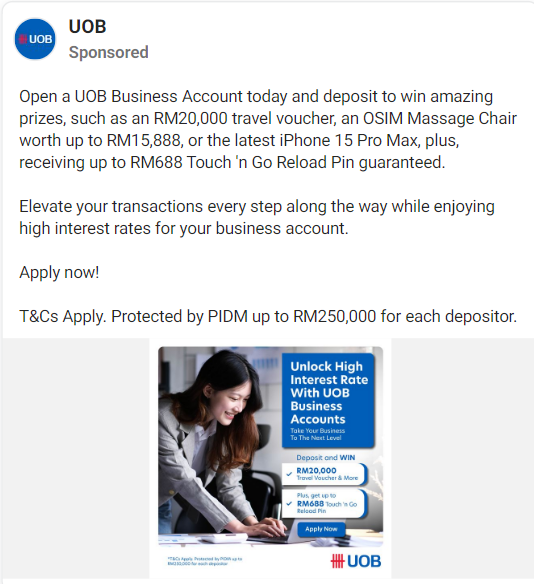 UOB
UOB
Sponsored
Open a UOB Business Account today and deposit to win amazing
prizes, such as an RM20,000 travel voucher, an OSIM Massage Chair
worth up to RM15,888, or the latest iPhone 15 Pro Max, plus,
receiving up to RM688 Touch 'n Go Reload Pin guaranteed.
Elevate your transactions every step along the way while enjoying
high interest rates for your business account.
Apply now!
T&Cs Apply. Protected by PIDM up to RM250,000 for each depositor.
Unlock High
Interest Rate
With UOB
Business
Accounts
Take Your Business
To The Next Level
Deposit and WIN
RM20,000
Travel Voucher & More
Plus, get up to
RM688 Touch 'n Go
Reload Pin
Apply Now
*T&Cs Apply. Protected by PIDM up to
for each depositor
UOB